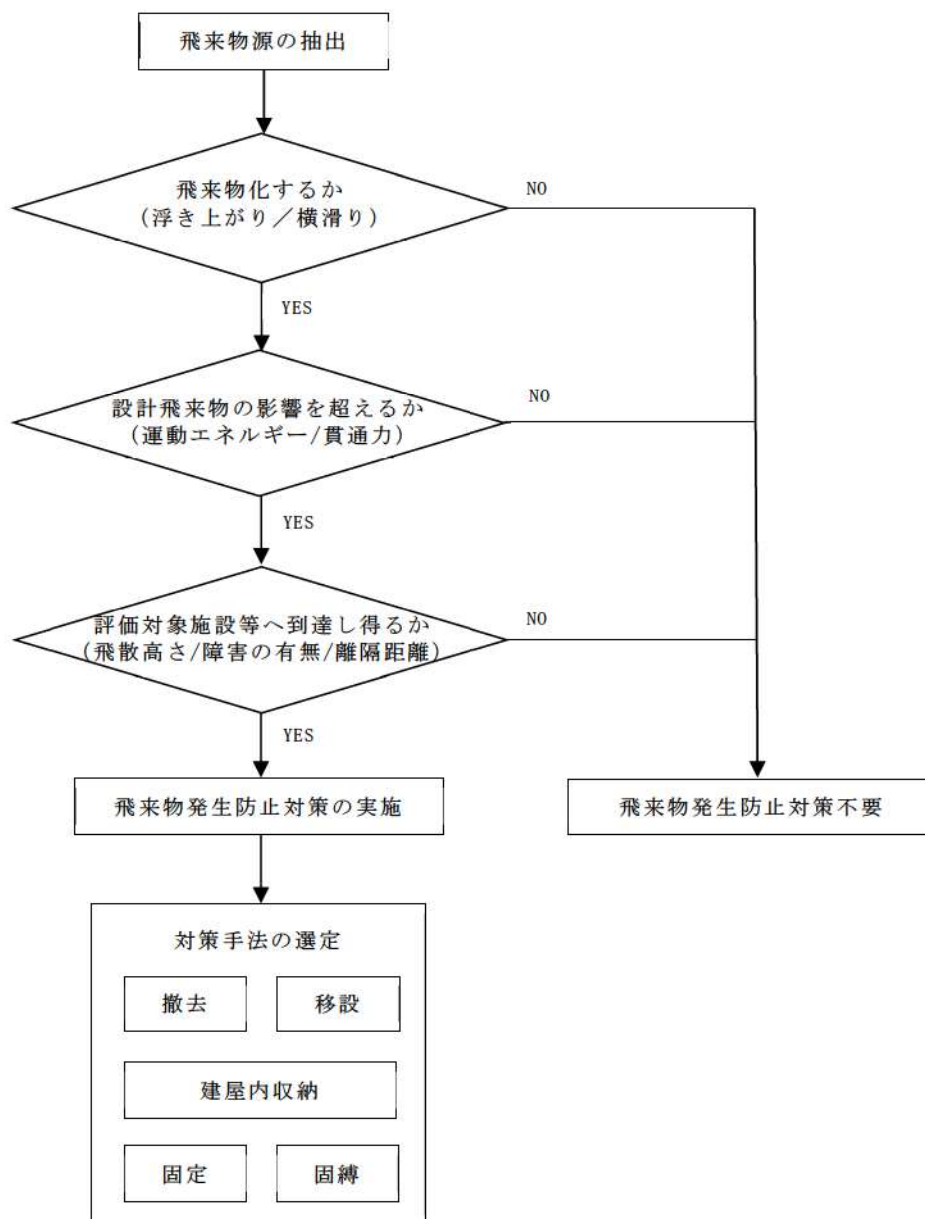 飛来物源の抽出
飛来物化するか
(浮き上がり／横滑り)
NO
YES
設計飛来物の影響を超えるか
(運動エネルギー/貫通力)
NO
YES
評価対象施設等へ到達し得るか
(飛散高さ/障害の有無/離隔距離)
NO
YES
飛来物発生防止対策の実施
飛来物発生防止対策不要
対策手法の選定
撤去
移設
建屋内収納
固定
固縛